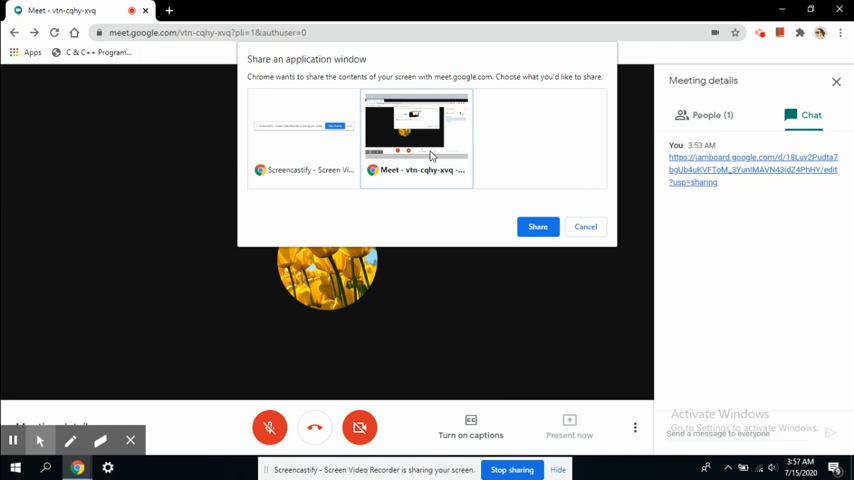 Meet - vtn-cqhy-xvq
meet.google.com/vtn-cqhy-xvq?pli=1&authuser=0
Apps
C & C++ Program...
Share an application window
Chrome wants to share the contents of your screen with meet.google.com. Choose what you'd like to share.
Screencastify - Screen Vi...
Meet - vtn-cqhy-xvq -...
Share
Cancel
Meeting details
People (1)
Chat
You 3:53 AM
https://jamboard.google.com/d/18Luv2Pudta7
bgUb4uKVFToM_3YunIMAVN43idZ4PhHY/edit
?usp=sharing
Turn on captions
Present now
Activate Windows
Go to Settings to activate Windows.
Send a message to everyone
Screencastify - Screen Video Recorder is sharing your screen.
Stop sharing
Hide
3:57 AM
7/15/2020